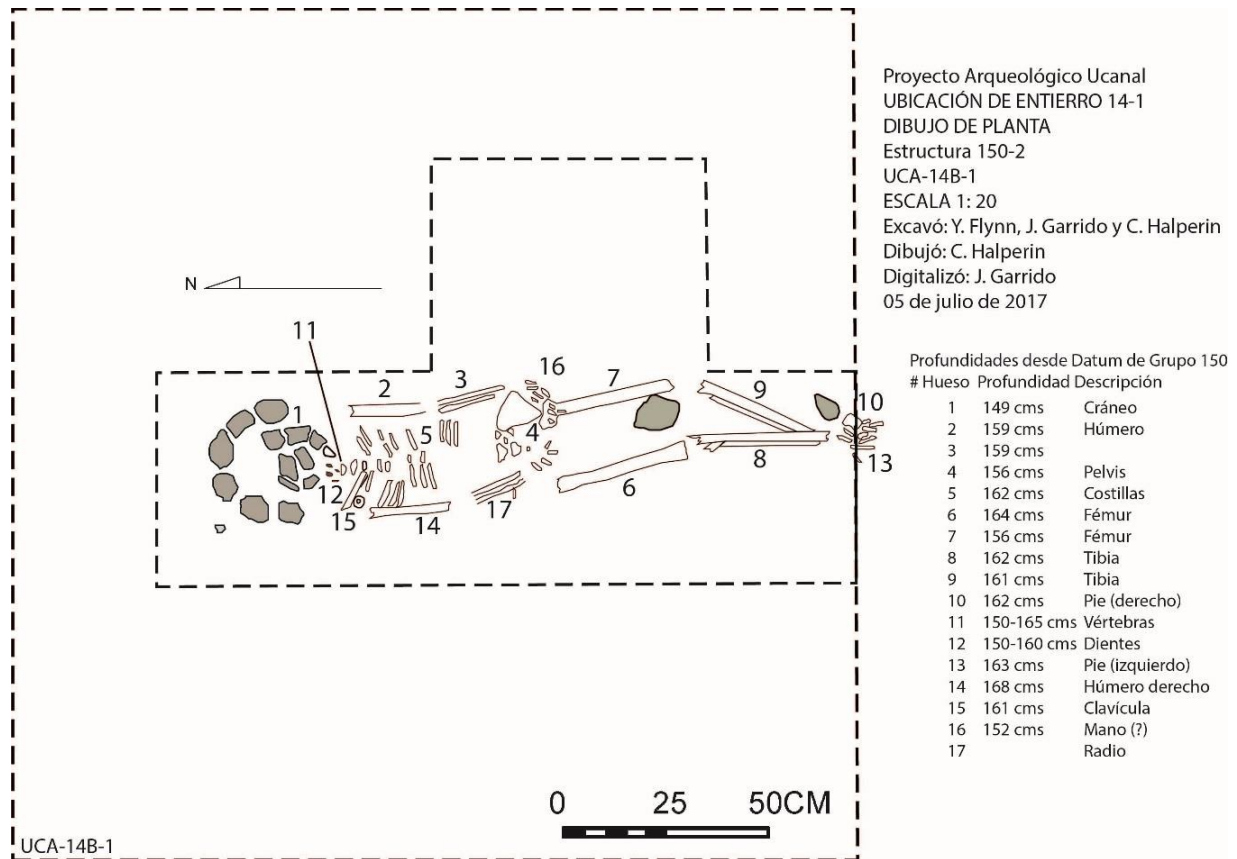 Proyecto Arqueológico Ucanal
UBICACIÓN DE ENTIERRO 14-1
DIBUJO DE PLANTA
Estructura 150-2
UCA-14B-1
ESCALA 1: 20
Excavó: Y. Flynn, J. Garrido y C. Halperin
Dibujó: C. Halperin
Digitalizó: J. Garrido
05 de julio de 2017
N
11
2
3
16
7
9
10
1
5
4
8
13
12
15
14
17
6
Profundidades desde Datum de Grupo 150
# Hueso Profundidad Descripción
1 149 cms Cráneo
2 159 cms Húmero
3 159 cms
4 156 cms Pelvis
5 162 cms Costillas
6 164 cms Fémur
7 156 cms Fémur
8 162 cms Tibia
9 161 cms Tibia
10 162 cms Pie (derecho)
11 150-165 cms Vértebras
12 150-160 cms Dientes
13 163 cms Pie (izquierdo)
14 168 cms Húmero derecho
15 161 cms Clavícula
16 152 cms Mano (?)
17 Radio
0 25 50CM
UCA-14B-1